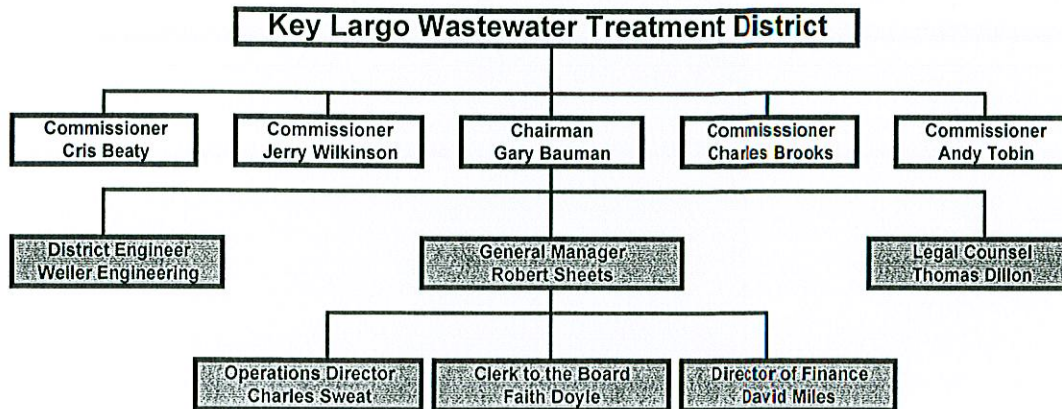 Key Largo Wastewater Treatment District
Commissioner
Cris Beaty
Commissioner
Jerry Wilkinson
Chairman
Gary Bauman
Commisssioner
Charles Brooks
Commissioner
Andy Tobin
District Engineer
Weller Engineering
General Manager
Robert Sheets
Legal Counsel
Thomas Dillon
Operations Director
Charles Sweat
Clerk to the Board
Faith Doyle
Director of Finance
David Miles